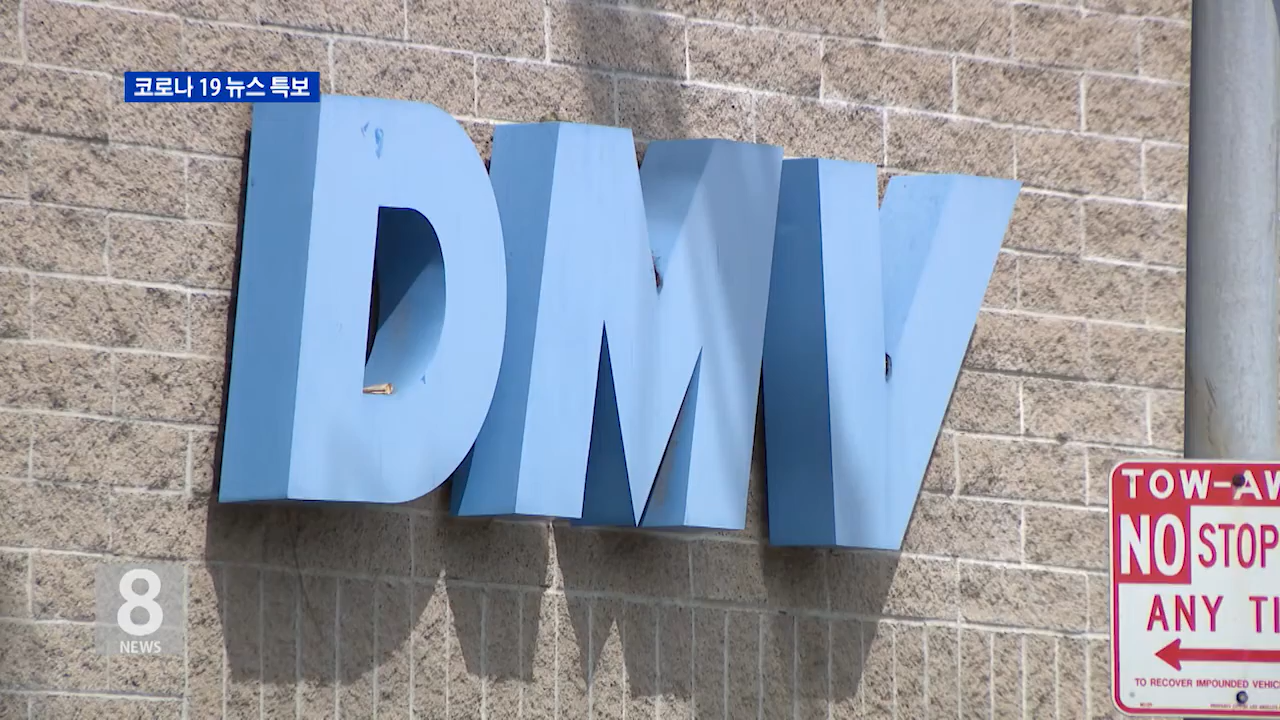 코로나 19 뉴스 특보
DMV
TOW-AW
NO STOP
ANY TI
TO RECOVER IMPOUNDED VEHIC
8
NEWS